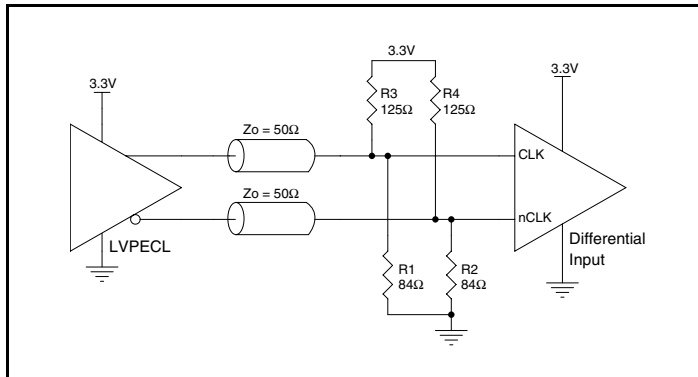 3.3V
3.3V
R3
125Ω
R4
125Ω
3.3V
Zo = 50Ω
CLK
Zo = 50Ω
nCLK
LVPECL
Differential
Input
R1
84Ω
R2
84Ω